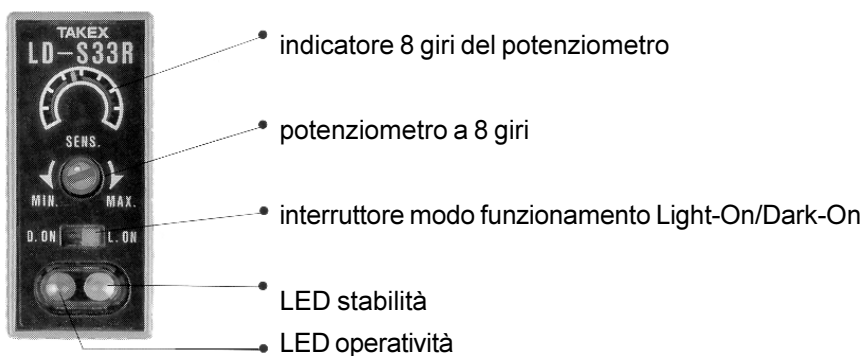 TAKEX
LD-S33R
SENS.
MIN. MAX.
D.ON L.ON
indicatore 8 giri del potenziometro
potenziometro a 8 giri
interruttore modo funzionamento Light-On/Dark-On
LED stabilità
LED operatività